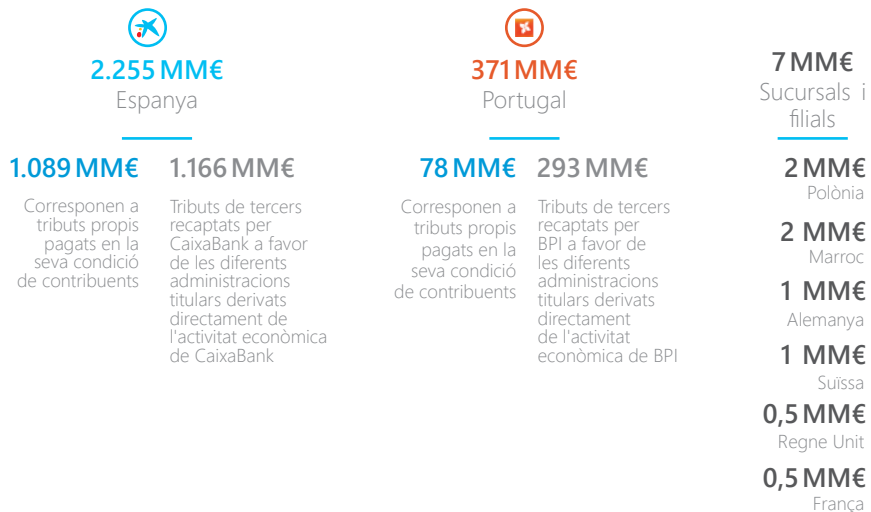 2.255 MM€
Espanya
1.089 MM€
Corresponen a
tributs propis
pagats en la
seva condició
de contribuents
1.166 MM€
Tributs de tercers
recaptats per
CaixaBank a favor
de les diferents
administracions
titulars derivats
directament de
l'activitat econòmica
de CaixaBank
371 MM€
Portugal
78 MM€
Corresponen a
tributs propis
pagats en la
seva condició
de contribuents
293 MM€
Tributs de tercers
recaptats per
BPI a favor de
les diferents
administracions
titulars derivats
directament
de l'activitat
econòmica de BPI
7 MM€
Sucursals i
filials
2 MM€
Polònia
2 MM€
Marroc
1 MM€
Alemanya
1 MM€
Suïssa
0,5 MM€
Regne Unit
0,5 MM€
França